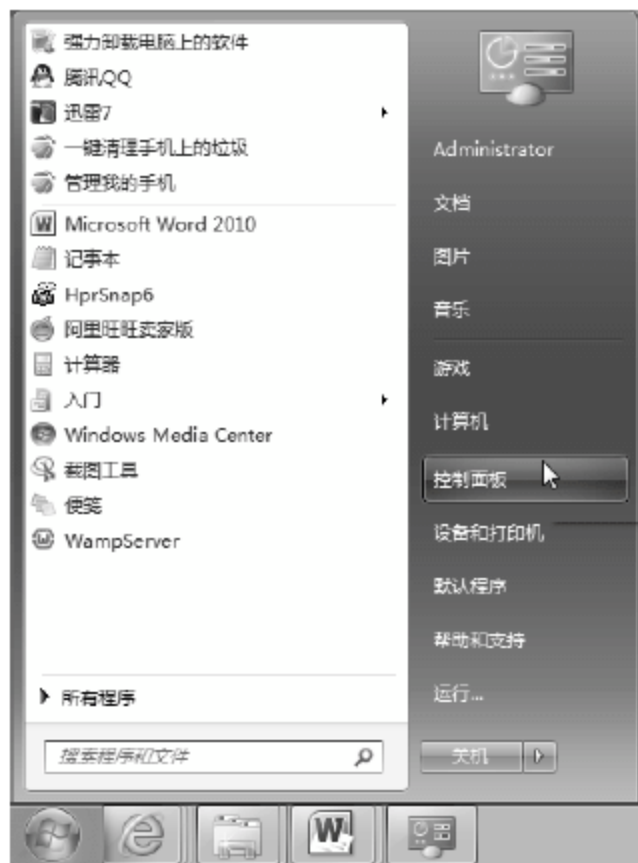 强力卸载电脑上的软件
腾讯QQ
迅雷7
一键清理手机上的垃圾
管理我的手机
Microsoft Word 2010
记事本
HprSnap6
阿里旺旺卖家版
计算器
入门
Windows Media Center
截图工具
便笺
WampServer
所有程序
搜索程序和文件
Administrator
文档
图片
音乐
游戏
计算机
控制面板
设备和打印机
默认程序
帮助和支持
运行...
关机